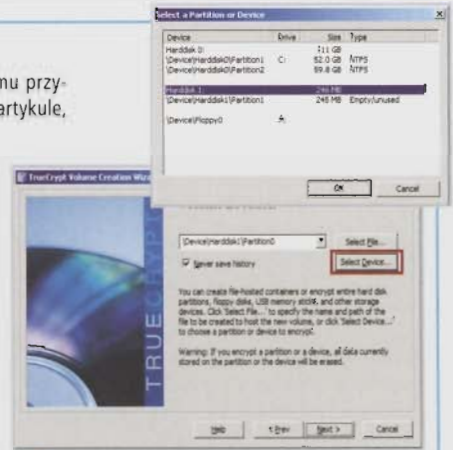 mu przy-
artykule,
Select a Partition or Device
Device Drive Size Type
Harddisk 0: 111 GB
\Device\Harddisk0\Partition1 C: 52.0 GB NTFS
\Device\Harddisk0\Partition2 59.8 GB NTFS
Harddisk 1: 246 MB
\Device\Harddisk1\Partition1 246 MB Empty/unused
\Device\Floppy0 A:
OK Cancel
TrueCrypt Volume Creation Wiza
\Device\Harddisk1\Partition0 Select File...
Never save history Select Device...
You can create file-hosted containers or encrypt entire hard disk
partitions, floppy disks, USB memory sticks, and other storage
devices. Click 'Select File...' to specify the name and path of the
file to be created to host the new volume, or click 'Select Device...'
to choose a partition or device to encrypt.
Warning: If you encrypt a partition or a device, all data currently
stored on the partition or the device will be erased.
TRUECRYPT
Help < Prev Next > Cancel